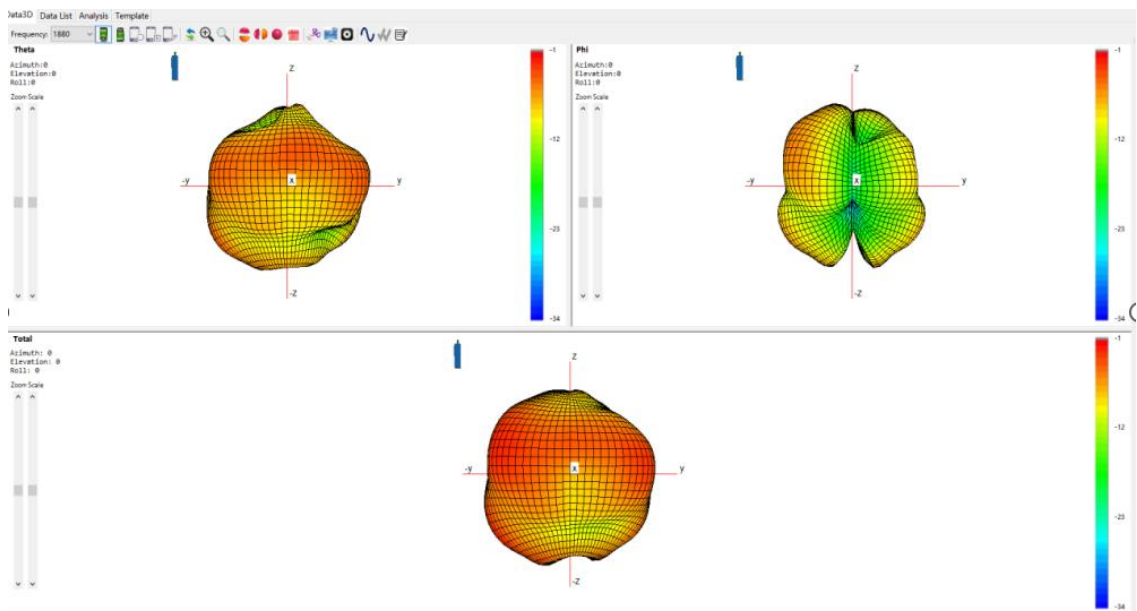 Data3D Data List Analysis Template
Frequency: 1880
Theta
Azimuth:0
Elevation:0
Roll:0
Zoom Scale
Z
-y
x
y
-Z
-1
-12
-23
-34
Phi
Azimuth:0
Elevation:0
Roll:0
Zoom Scale
Z
-y
x
y
-Z
-1
-12
-23
-34
Total
Azimuth: 0
Elevation: 0
Roll: 0
Zoom Scale
Z
-y
x
y
-Z
-1
-12
-23
-34